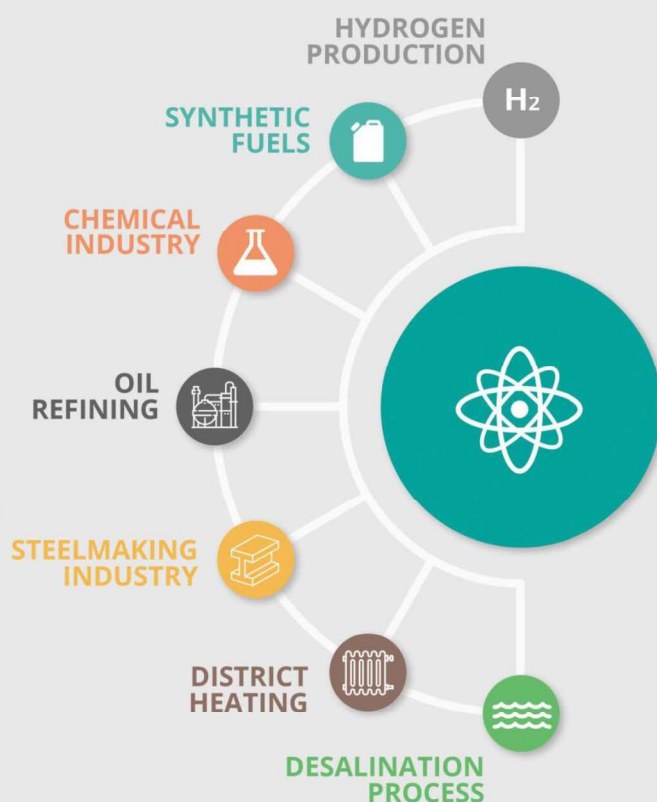 HYDROGEN
PRODUCTION
H₂
SYNTHETIC
FUELS
CHEMICAL
INDUSTRY
OIL
REFINING
STEELMAKING
INDUSTRY
DISTRICT
HEATING
DESALINATION
PROCESS